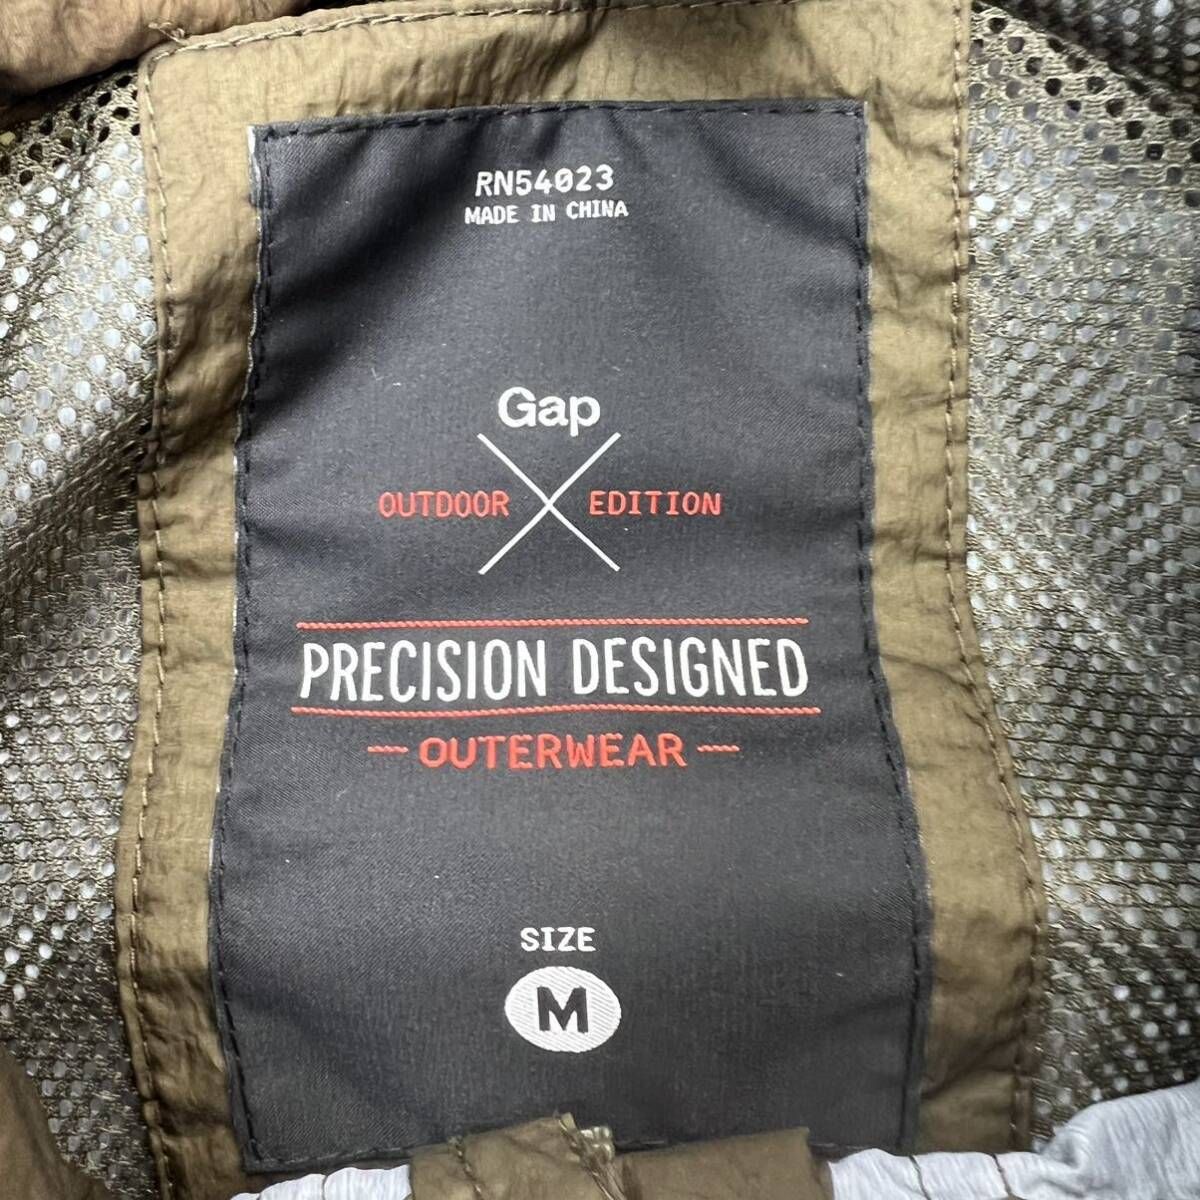 RN54023
MADE IN CHINA
Gap
OUTDOOR EDITION
PRECISION DESIGNED
OUTERWEAR
SIZE
M